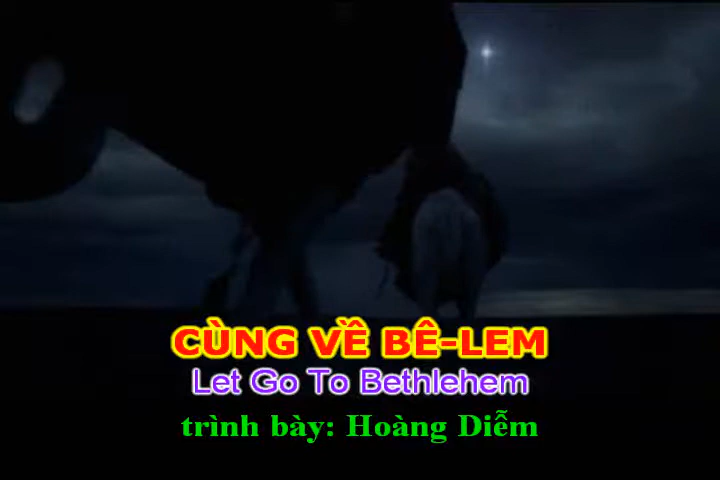 CÙNG VỀ BÊ-LEM
Let Go To Bethlehem
trình bày: Hoàng Diễm